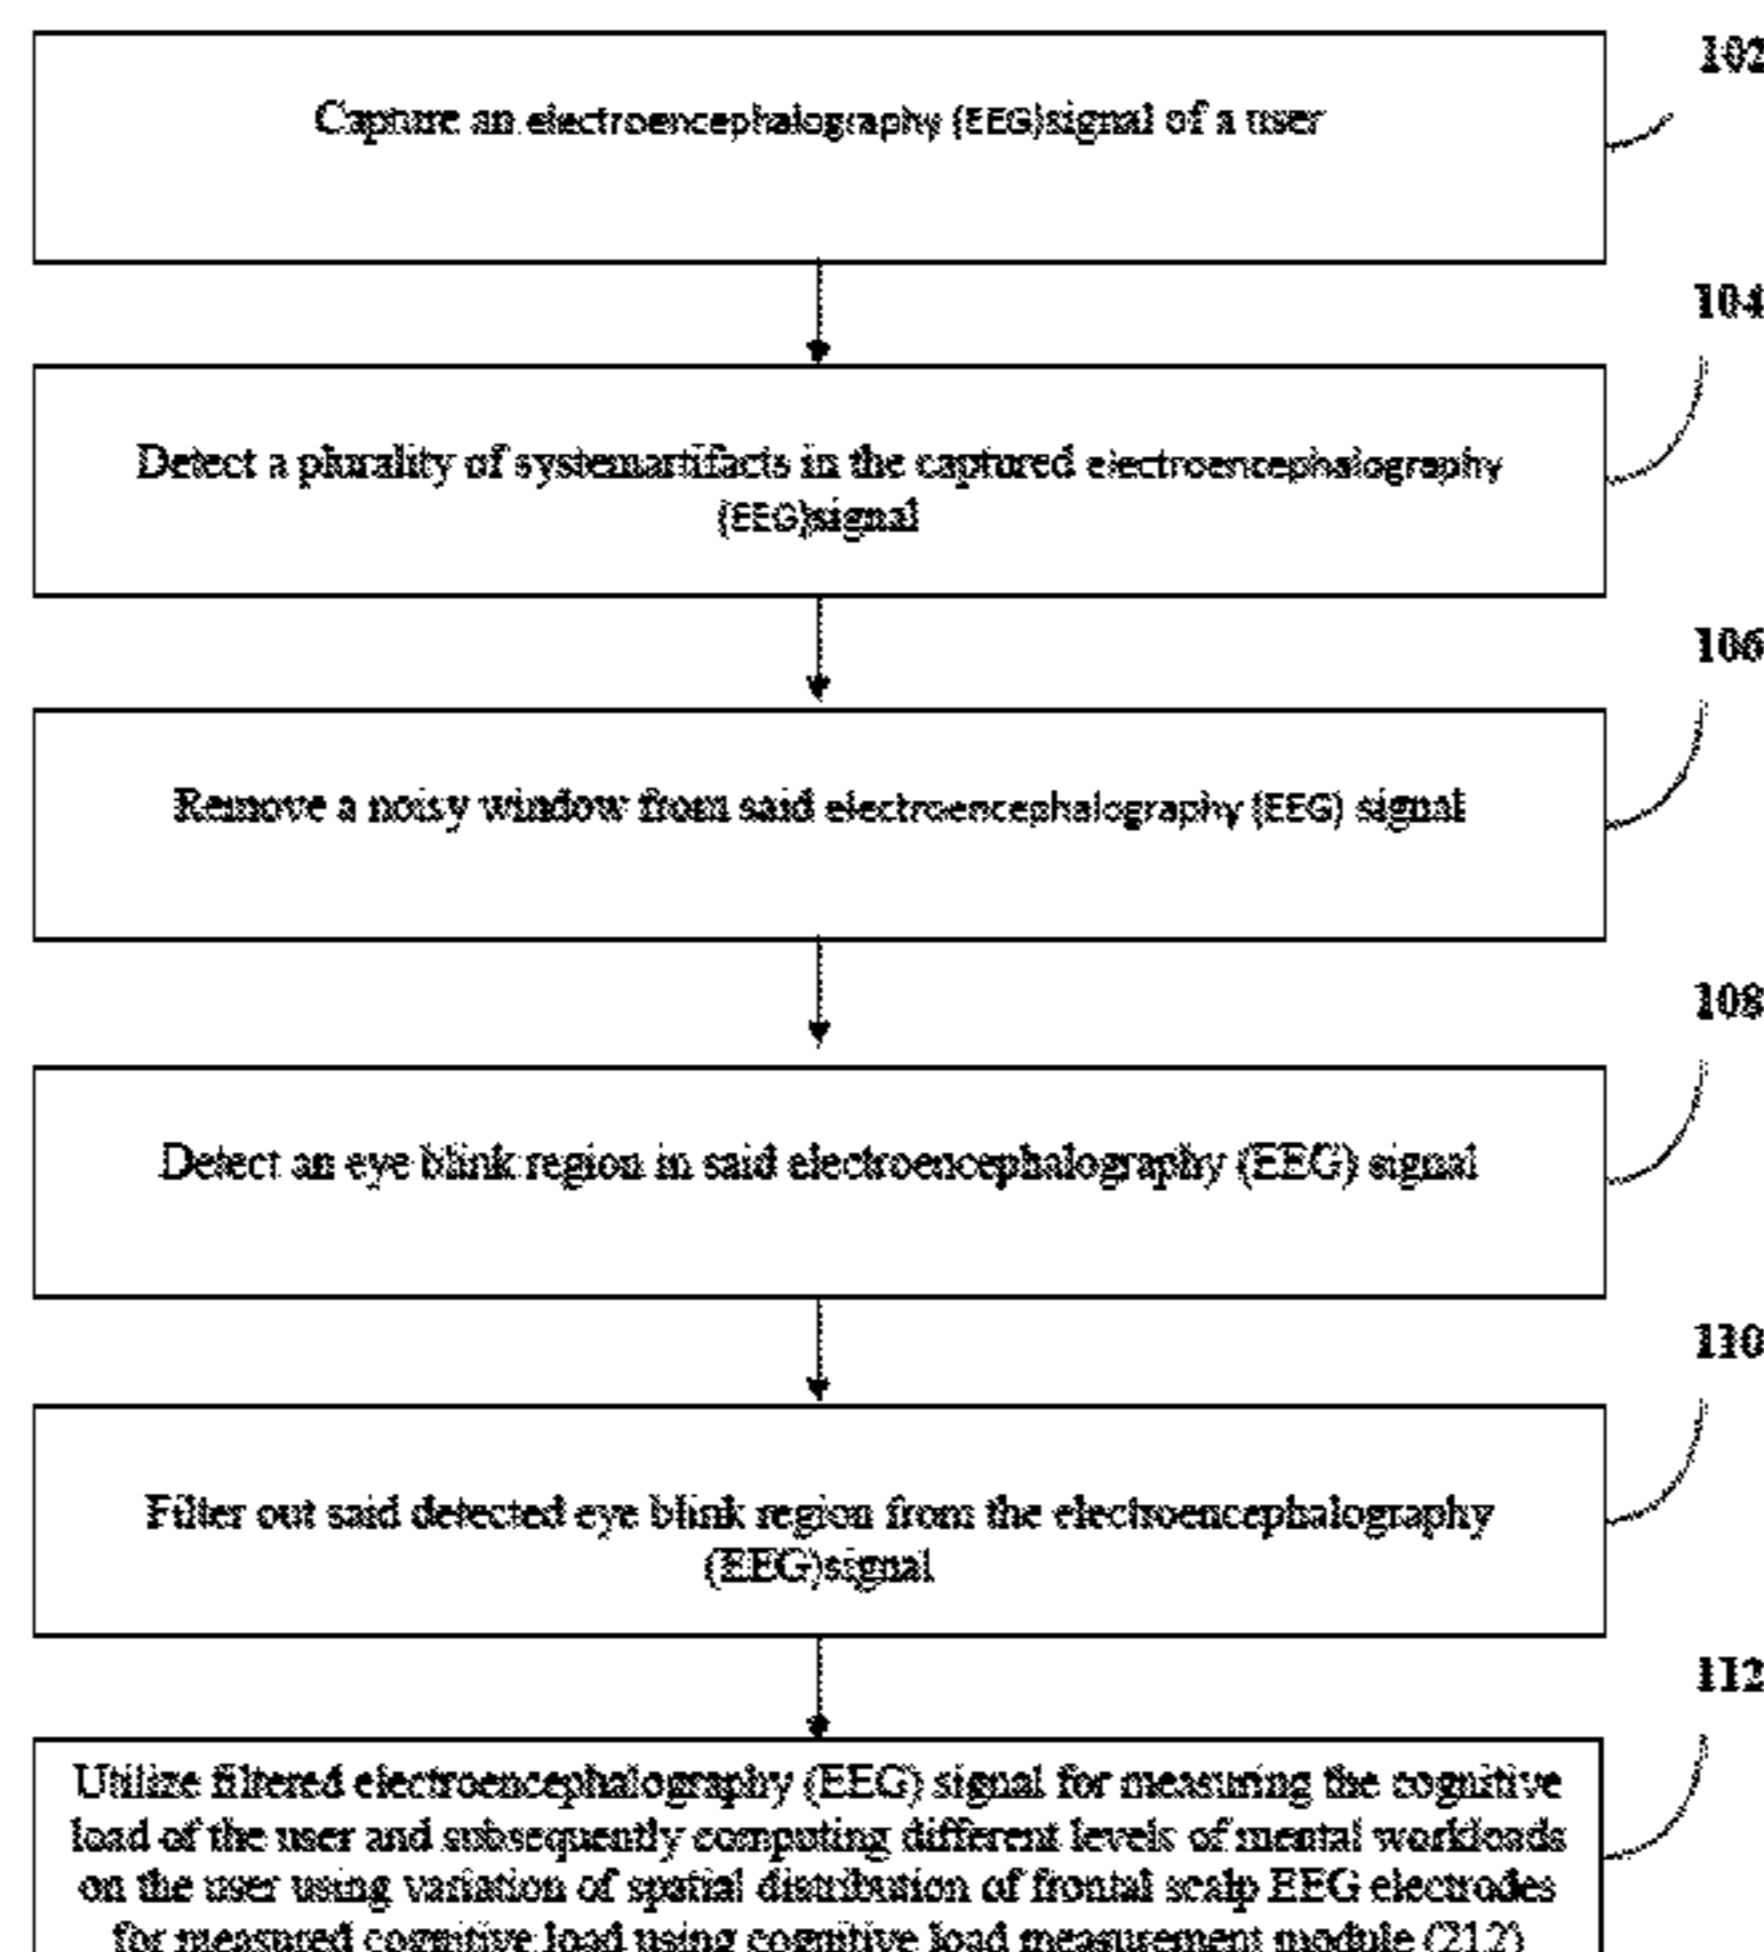 102
Capture an electroencephalography (EEG)signal of a user
104
Detect a plurality of systemartifacts in the captured electroencephalography
(EEG)signal
106
Remove a noisy window from said electroencephalography (EEG) signal
108
Detect an eye blink region in said electroencephalography (EEG) signal
110
Filter out said detected eye blink region from the electroencephalography
(EEG)signal
112
Utilize filtered electroencephalography (EEG) signal for measuring the cognitive
load of the user and subsequently computing different levels of mental workloads
on the user using variation of spatial distribution of frontal scalp EEG electrodes
for measured cognitive load using cognitive load measurement module (212)